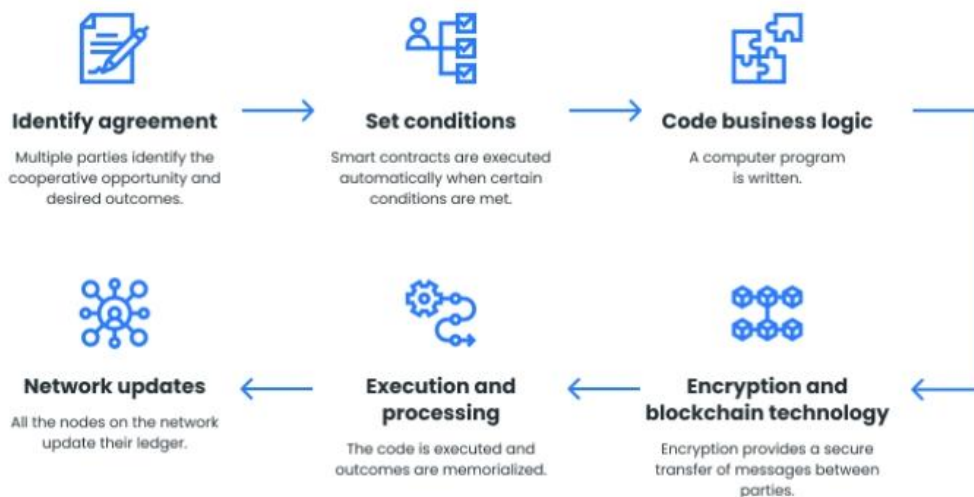 Identify agreement
Multiple parties identify the
cooperative opportunity and
desired outcomes.
Set conditions
Smart contracts are executed
automatically when certain
conditions are met.
Code business logic
A computer program
is written.
Encryption and
blockchain technology
Encryption provides a secure
transfer of messages between
parties.
Execution and
processing
The code is executed and
outcomes are memorialized.
Network updates
All the nodes on the network
update their ledger.